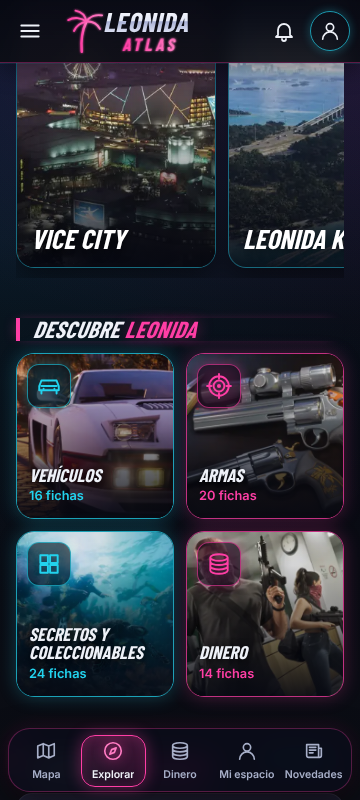 LEONIDA
ATLAS
VICE CITY
LEONIDA K
DESCUBRE LEONIDA
VEHÍCULOS
16 fichas
ARMAS
20 fichas
SECRETOS Y
COLECCIONABLES
24 fichas
DINERO
14 fichas
Mapa
Explorar
Dinero
Mi espacio
Novedades